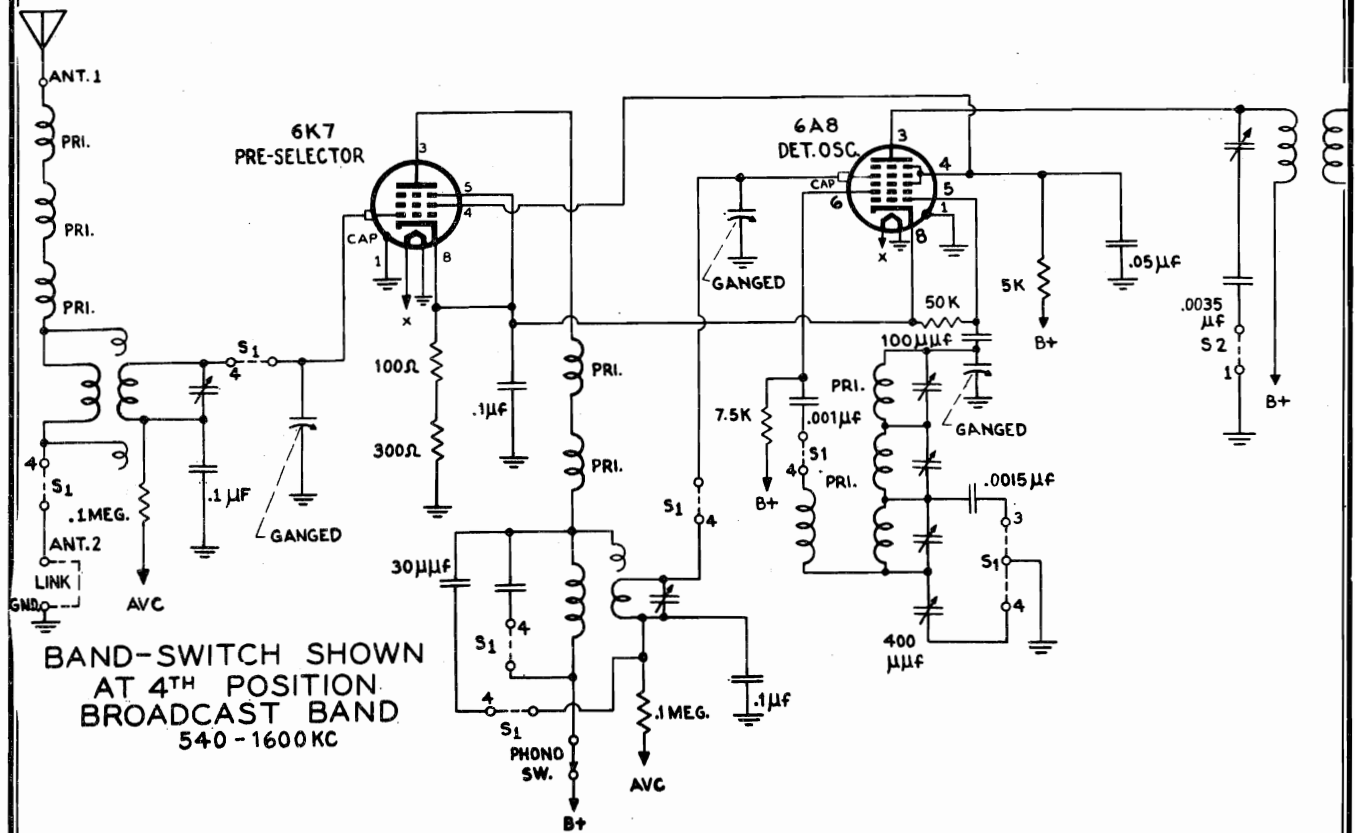 ANT.1
PRI.
PRI.
PRI.
S1
4
4
S1
.1MEG.
.1µF
GANGED
ANT.2
LINK
GND.
AVC
6K7
PRE-SELECTOR
3
5
4
CAP
1
8
X
100Ω
300Ω
.1µf
PRI.
PRI.
30µµf
4
S1
4
S1
PHONO
SW.
B+
.1MEG.
AVC
.1µf
S1
4
GANGED
6A8
DET.OSC.
3
CAP
4
5
6
1
8
X
50K
100µµf
7.5K
B+
.001µf
S1
4
PRI.
PRI.
GANGED
.0015µf
3
S1
4
400
µµf
5K
B+
.05µf
.0035
µf
S2
1
B+
BAND-SWITCH SHOWN
AT 4TH POSITION
BROADCAST BAND
540-1600KC